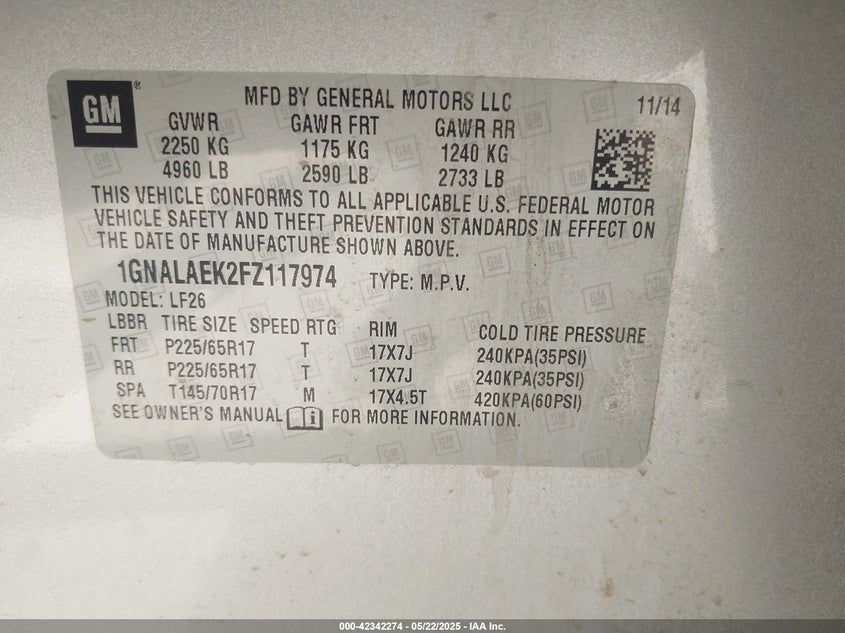 GM
MFD BY GENERAL MOTORS LLC 11/14
GVWR GAWR FRT GAWR RR
2250 KG 1175 KG 1240 KG
4960 LB 2590 LB 2733 LB
THIS VEHICLE CONFORMS TO ALL APPLICABLE U.S. FEDERAL MOTOR
VEHICLE SAFETY AND THEFT PREVENTION STANDARDS IN EFFECT ON
THE DATE OF MANUFACTURE SHOWN ABOVE.
1GNALAEK2FZ117974 TYPE: M.P.V.
MODEL: LF26
LBBR TIRE SIZE SPEED RTG RIM COLD TIRE PRESSURE
FRT P225/65R17 T 17X7J 240KPA(35PSI)
RR P225/65R17 T 17X7J 240KPA(35PSI)
SPA T145/70R17 M 17X4.5T 420KPA(60PSI)
SEE OWNER'S MANUAL FOR MORE INFORMATION.
000-42342274 - 05/22/2025 - IAA Inc.